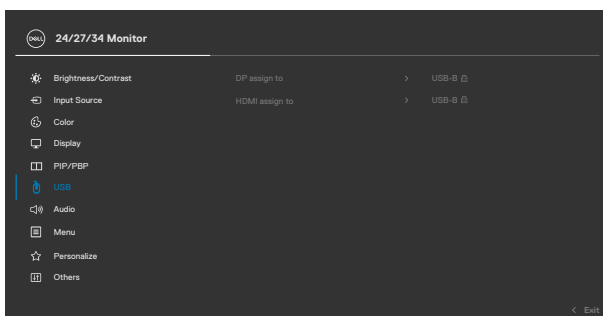 DELL 24/27/34 Monitor
Brightness/Contrast DP assign to > USB-B
Input Source HDMI assign to > USB-B
Color
Display
PIP/PBP
USB
Audio
Menu
Personalize
Others
< Exit